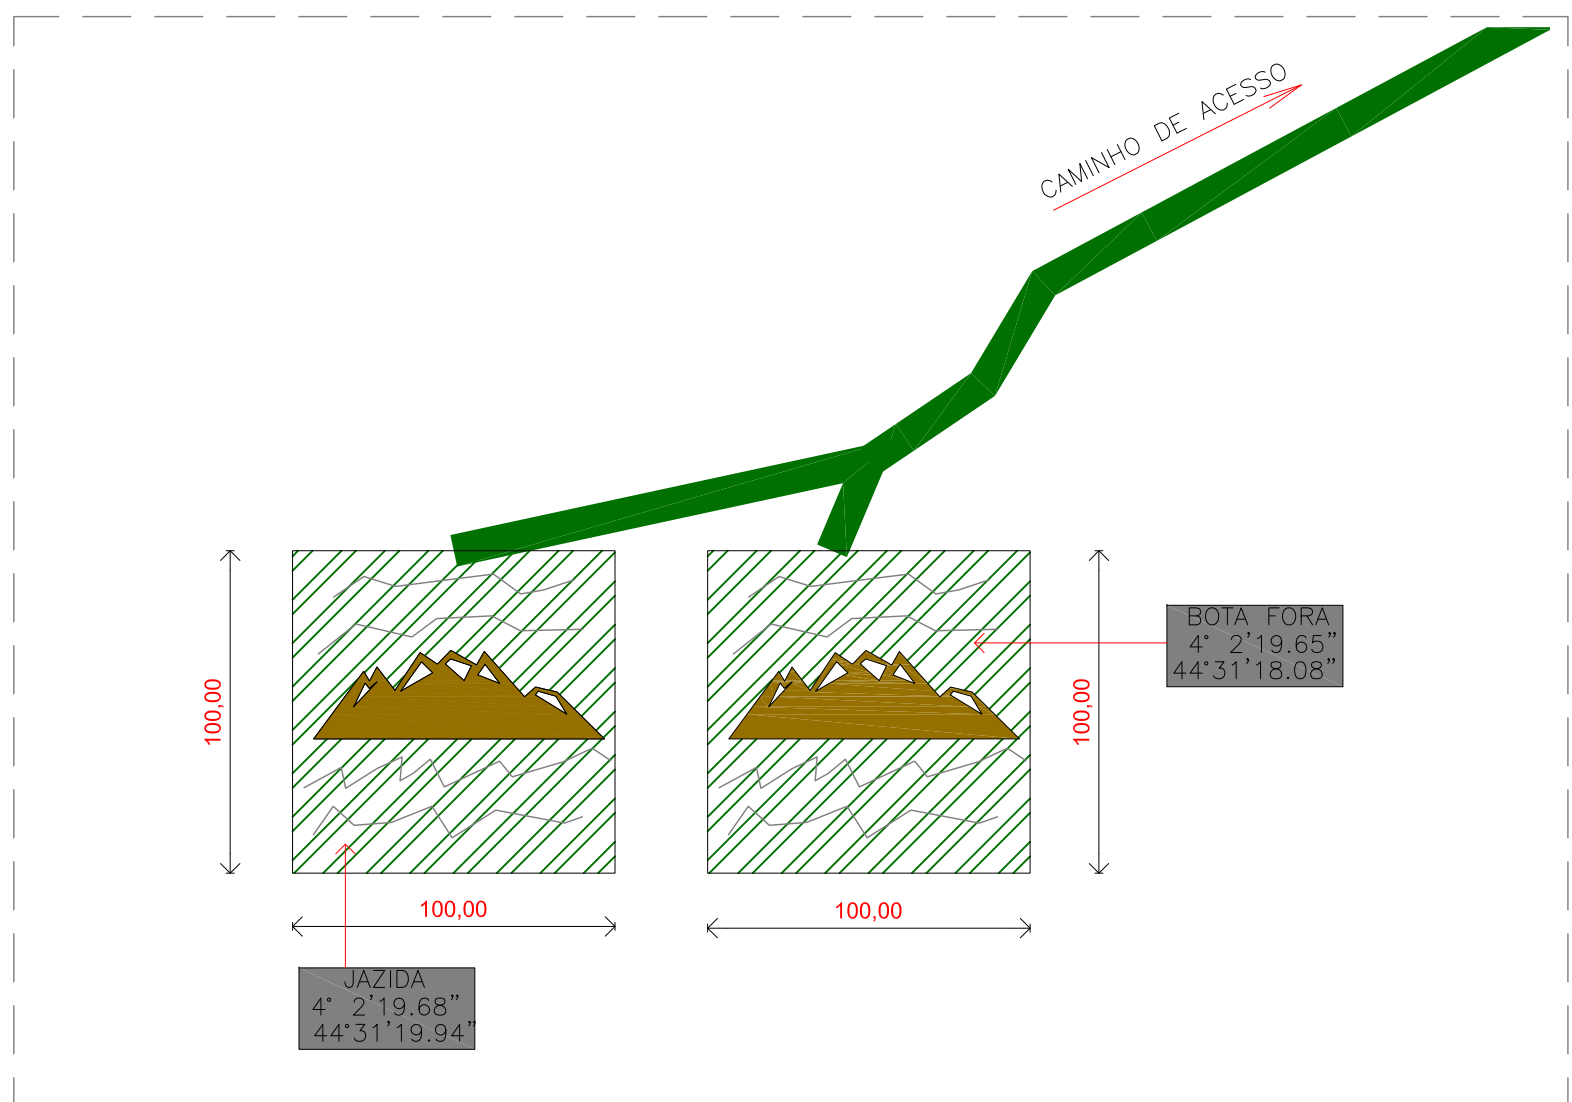 CAMINHO DE ACESSO
BOTA FORA
4° 2'19.65"
44°31'18.08"
100,00
100,00
100,00
100,00
JAZIDA
4° 2'19.68"
44°31'19.94"